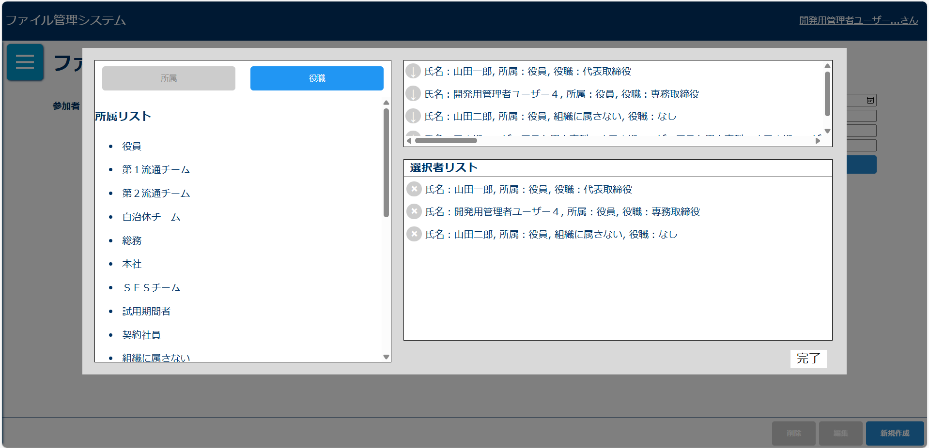 ファイル管理システム
開発用管理者ユーザー...さん
ファ
参加者
所属
役職
所属リスト
役員
第１流通チーム
第２流通チーム
自治体チーム
総務
本社
ＳＥＳチーム
試用期間者
契約社員
組織に属さない
氏名：山田一郎, 所属：役員, 役職：代表取締役
氏名：開発用管理者ユーザー４, 所属：役員, 役職：専務取締役
氏名：山田二郎, 所属：役員, 組織に属さない, 役職：なし
選択者リスト
氏名：山田一郎, 所属：役員, 役職：代表取締役
氏名：開発用管理者ユーザー４, 所属：役員, 役職：専務取締役
氏名：山田二郎, 所属：役員, 組織に属さない, 役職：なし
完了
新規作成